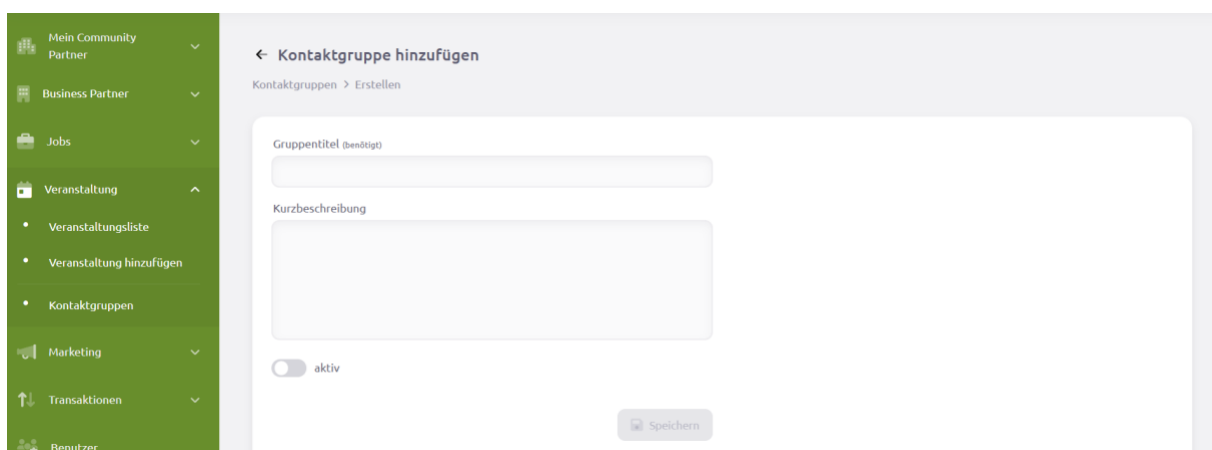 Mein Community
Partner
Business Partner
Jobs
Veranstaltung
Veranstaltungsliste
Veranstaltung hinzufügen
Kontaktgruppen
Marketing
Transaktionen
Benutzer
← Kontaktgruppe hinzufügen
Kontaktgruppen > Erstellen
Gruppentitel (benötigt)
Kurzbeschreibung
aktiv
Speichern